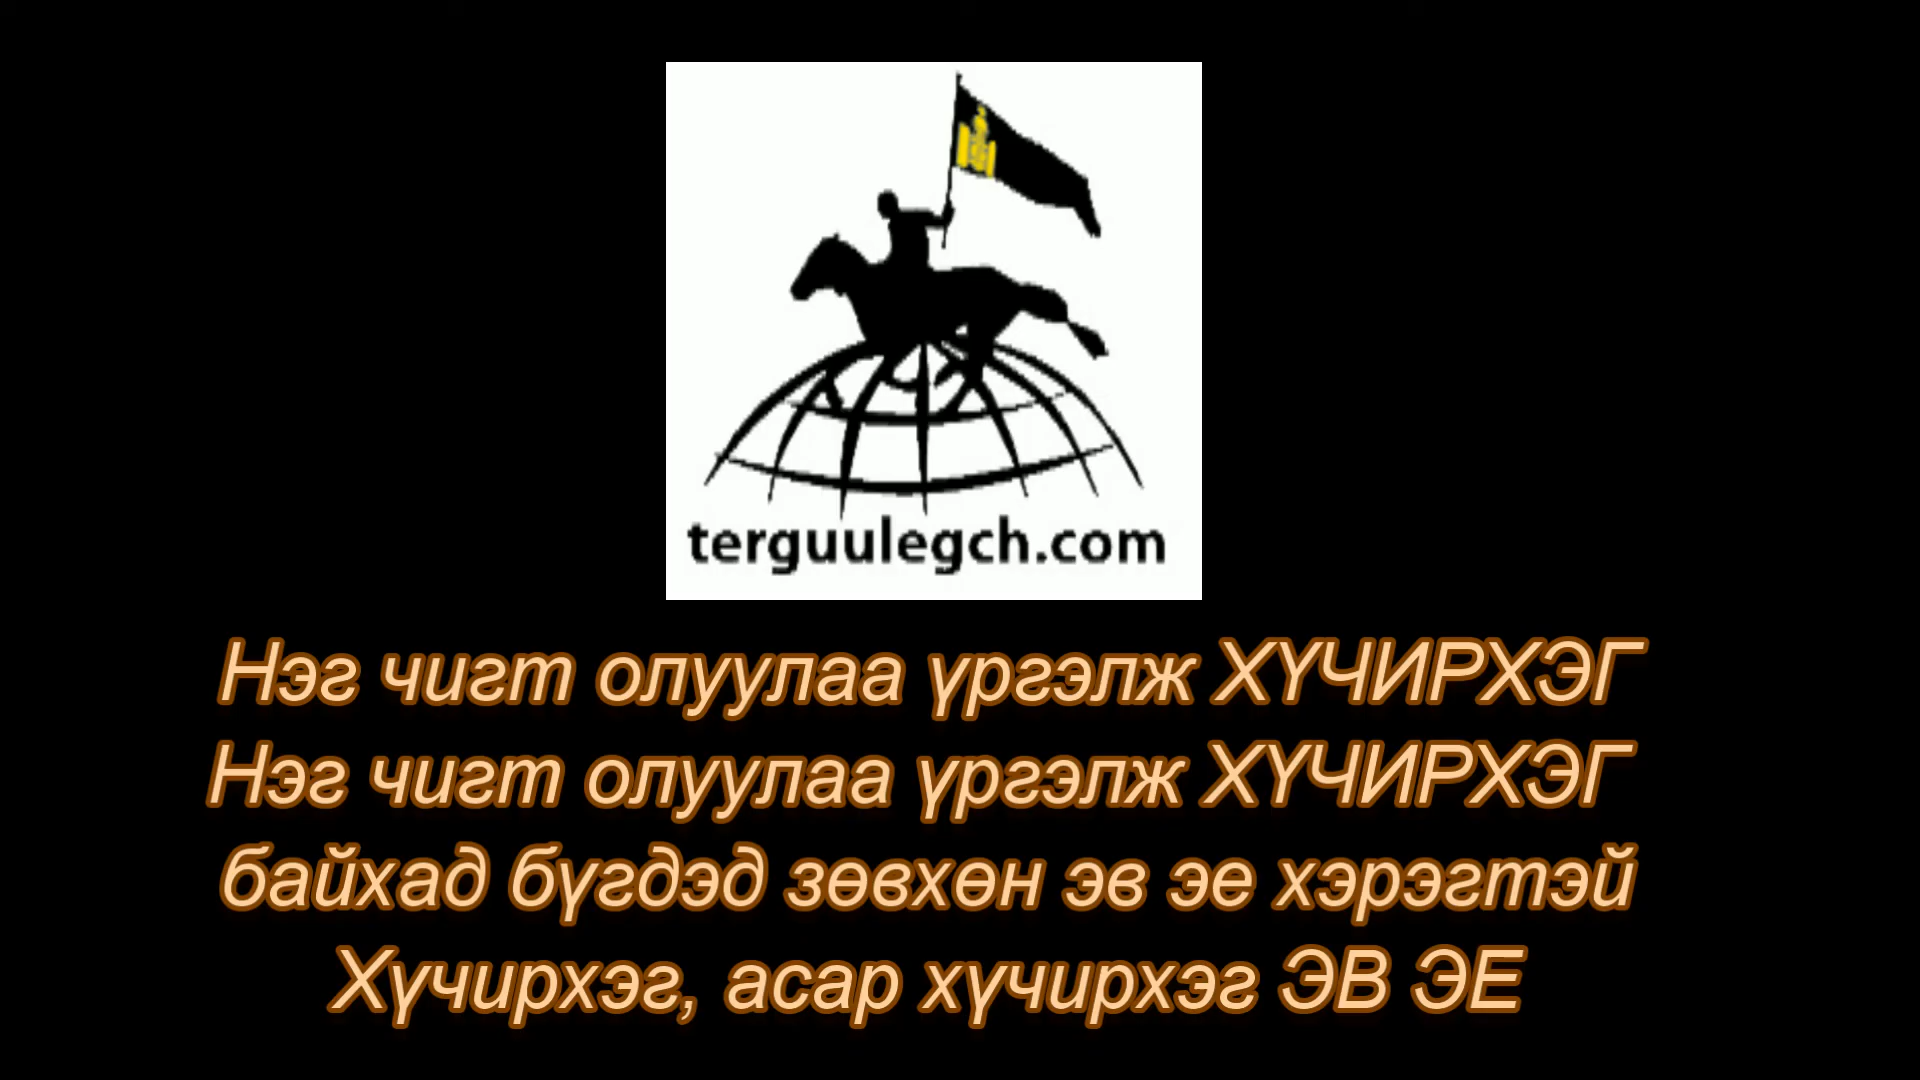 terguulegch.com
Нэг чигт олуулаа үргэлж ХҮЧИРХЭГ
Нэг чигт олуулаа үргэлж ХҮЧИРХЭГ
байхад бүгдэд зөвхөн эв эе хэрэгтэй
Хүчирхэг, асар хүчирхэг ЭВ ЭЕ